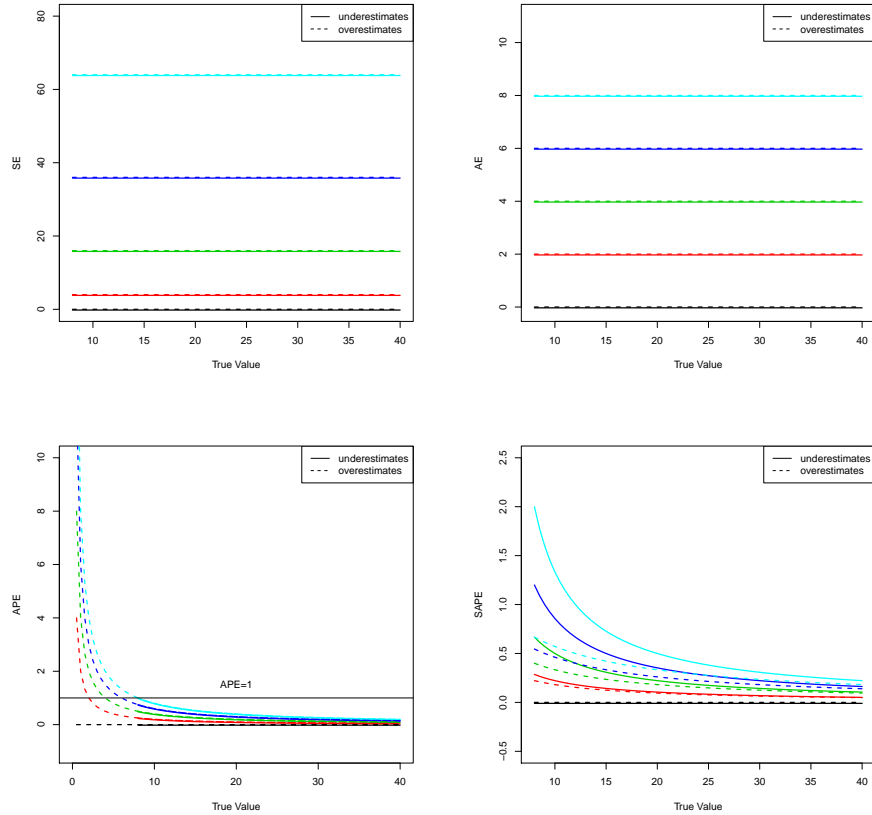 underestimates
overestimates
80
60
40
20
0
SE
10 15 20 25 30 35 40
True Value
underestimates
overestimates
10
8
6
4
2
0
AE
10 15 20 25 30 35 40
True Value
underestimates
overestimates
10
8
6
4
2
0
APE
APE=1
0 10 20 30 40
True Value
underestimates
overestimates
2.5
2.0
1.5
1.0
0.5
0.0
−0.5
SAPE
10 15 20 25 30 35 40
True Value